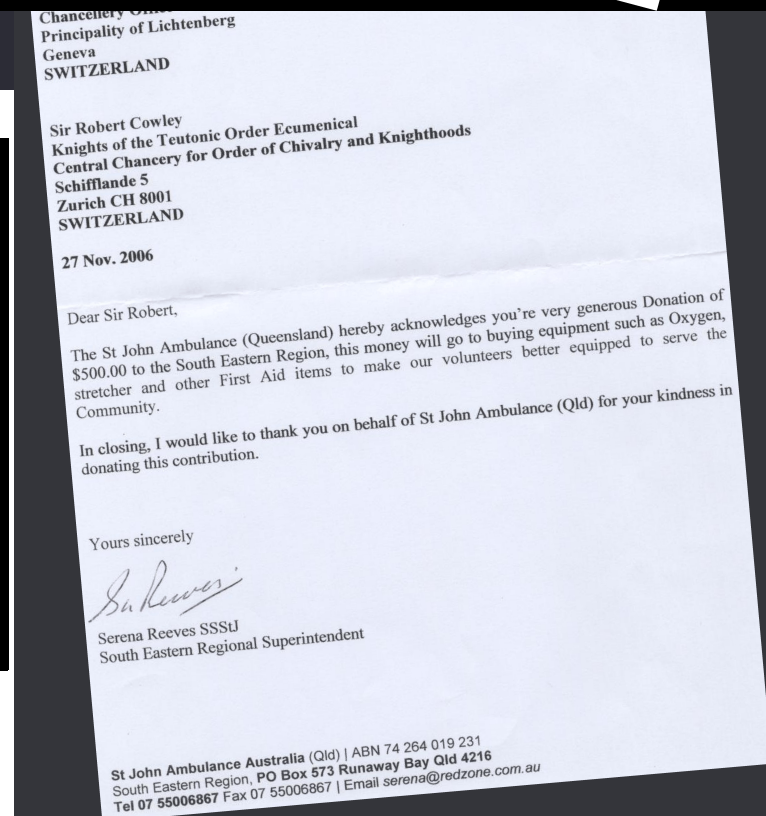 Chancellery
Principality of Lichtenberg
Geneva
SWITZERLAND
Sir Robert Cowley
Knights of the Teutonic Order Ecumenical
Central Chancery for Order of Chivalry and Knighthoods
Schifflande 5
Zurich CH 8001
SWITZERLAND
27 Nov. 2006
Dear Sir Robert,
The St John Ambulance (Queensland) hereby acknowledges you're very generous Donation of
$500.00 to the South Eastern Region, this money will go to buying equipment such as Oxygen,
stretcher and other First Aid items to make our volunteers better equipped to serve the
Community.
In closing, I would like to thank you on behalf of St John Ambulance (Qld) for your kindness in
donating this contribution.
Yours sincerely
Serena Reeves SSStJ
South Eastern Regional Superintendent
St John Ambulance Australia (Qld) | ABN 74 264 019 231
South Eastern Region, PO Box 573 Runaway Bay Qld 4216
Tel 07 55006867 Fax 07 55006867 | Email serena@redzone.com.au